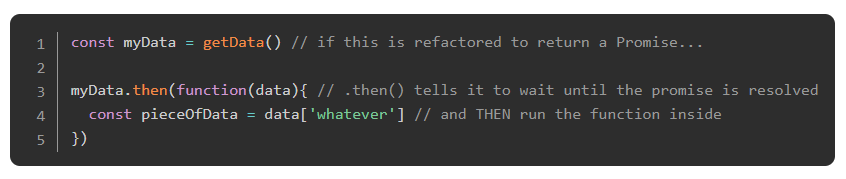 1 const myData = getData() // if this is refactored to return a Promise...
2
3 myData.then(function(data){ // .then() tells it to wait until the promise is resolved
4   const pieceOfData = data['whatever'] // and THEN run the function inside
5 })